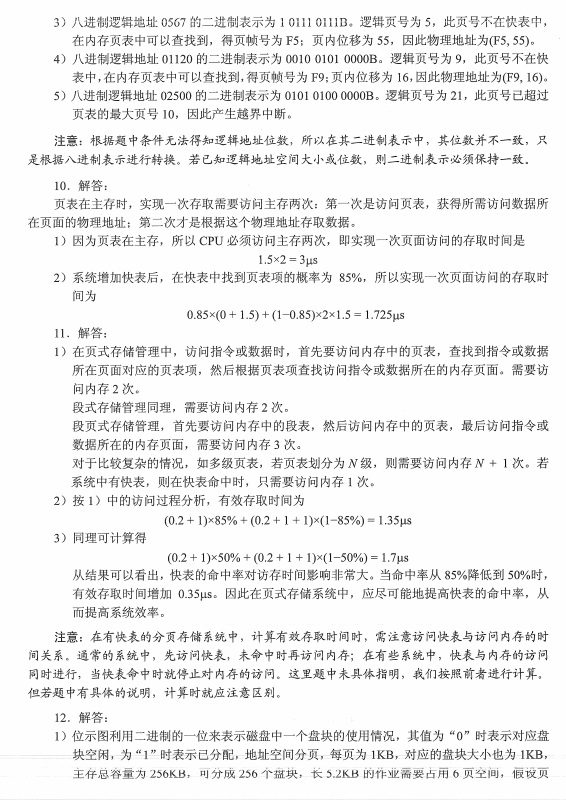 3）八进制逻辑地址 0567 的二进制表示为 1 0111 0111B。逻辑页号为 5，此页号不在快表中，
在内存页表中可以查找到，得页帧号为 F5；页内位移为 55，因此物理地址为(F5, 55)。
4）八进制逻辑地址 01120 的二进制表示为 0010 0101 0000B。逻辑页号为 9，此页号不在快
表中，在内存页表中可以查找到，得页帧号为 F9；页内位移为 16，因此物理地址为(F9, 16)。
5）八进制逻辑地址 02500 的二进制表示为 0101 0100 0000B。逻辑页号为 21，此页号已超过
页表的最大页号 10，因此产生越界中断。
注意：根据题中条件无法得知逻辑地址位数，所以在其二进制表示中，其位数并不一致，只
是根据八进制表示进行转换。若已知逻辑地址空间大小或位数，则二进制表示必须保持一致．
10．解答：
页表在主存时，实现一次存取需要访问主存两次：第一次是访问页表，获得所需访问数据所
在页面的物理地址；第二次才是根据这个物理地址存取数据。
1）因为页表在主存，所以 CPU 必须访问主存两次，即实现一次页面访问的存取时间是
1.5×2 = 3μs
2）系统增加快表后，在快表中找到页表项的概率为 85%，所以实现一次页面访问的存取时
间为
0.85×(0 + 1.5) + (1−0.85)×2×1.5 = 1.725μs
11．解答：
1）在页式存储管理中，访问指令或数据时，首先要访问内存中的页表，查找到指令或数据
所在页面对应的页表项，然后根据页表项查找访问指令或数据所在的内存页面。需要访
问内存 2 次。
段式存储管理同理，需要访问内存 2 次。
段页式存储管理，首先要访问内存中的段表，然后访问内存中的页表，最后访问指令或
数据所在的内存页面，需要访问内存 3 次。
对于比较复杂的情况，如多级页表，若页表划分为 N 级，则需要访问内存 N + 1 次。若
系统中有快表，则在快表命中时，只需要访问内存 1 次。
2）按 1）中的访问过程分析，有效存取时间为
(0.2 + 1)×85% + (0.2 + 1 + 1)×(1−85%) = 1.35μs
3）同理可计算得
(0.2 + 1)×50% + (0.2 + 1 + 1)×(1−50%) = 1.7μs
从结果可以看出，快表的命中率对访存时间影响非常大。当命中率从 85%降低到 50%时，
有效存取时间增加 0.35μs。因此在页式存储系统中，应尽可能地提高快表的命中率，从
而提高系统效率。
注意：在有快表的分页存储系统中，计算有效存取时间时，需注意访问快表与访问内存的时
间关系。通常的系统中，先访问快表，未命中时再访问内存；在有些系统中，快表与内存的访问
同时进行，当快表命中时就停止对内存的访问。这里题中未具体指明，我们按照前者进行计算。
但若题中有具体的说明，计算时就应注意区别。
12．解答：
1）位示图利用二进制的一位来表示磁盘中一个盘块的使用情况，其值为“0”时表示对应盘
块空闲，为“1”时表示已分配，地址空间分页，每页为 1KB，对应的盘块大小也为 1KB，
主存总容量为 256KB，可分成 256 个盘块，长 5.2KB 的作业需要占用 6 页空间，假设页